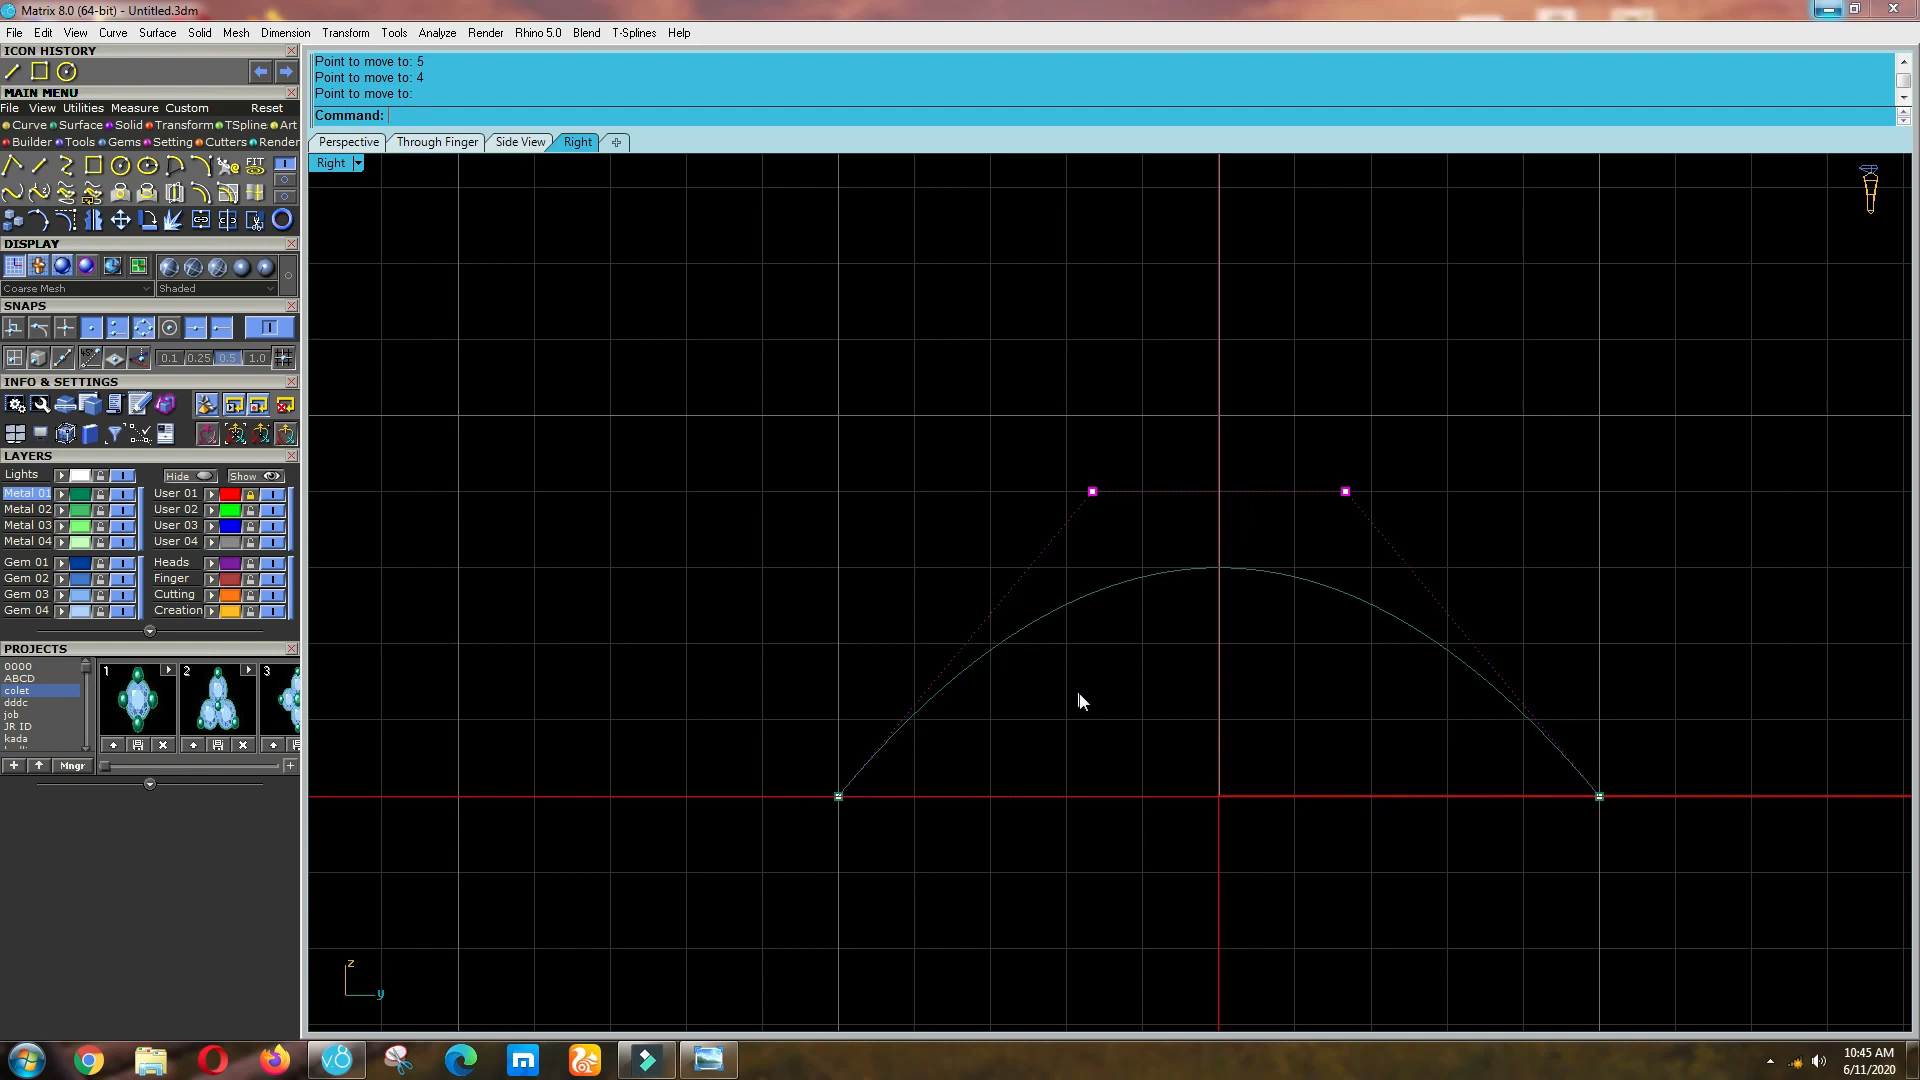 Matrix 8.0 (64-bit) - Untitled.3dm
File Edit View Curve Surface Solid Mesh Dimension Transform Tools Analyze Render Rhino 5.0 Blend T-Splines Help
ICON HISTORY
MAIN MENU
File View Utilities Measure Custom Reset
Curve Surface Solid Transform TSpline Art
Builder Tools Gems Setting Cutters Render
FIT
DISPLAY
Coarse Mesh Shaded
SNAPS
0.1 0.25 0.5 1.0
INFO & SETTINGS
LAYERS
Lights Hide Show
Metal 01 User 01
Metal 02 User 02
Metal 03 User 03
Metal 04 User 04
Gem 01 Heads
Gem 02 Finger
Gem 03 Cutting
Gem 04 Creation
PROJECTS
0000
ABCD
colet
dddc
job
JR ID
kada
1 2 3
Mngr
Point to move to: 5
Point to move to: 4
Point to move to:
Command:
Perspective Through Finger Side View Right
Right
z
y
v8
10:45 AM
6/11/2020